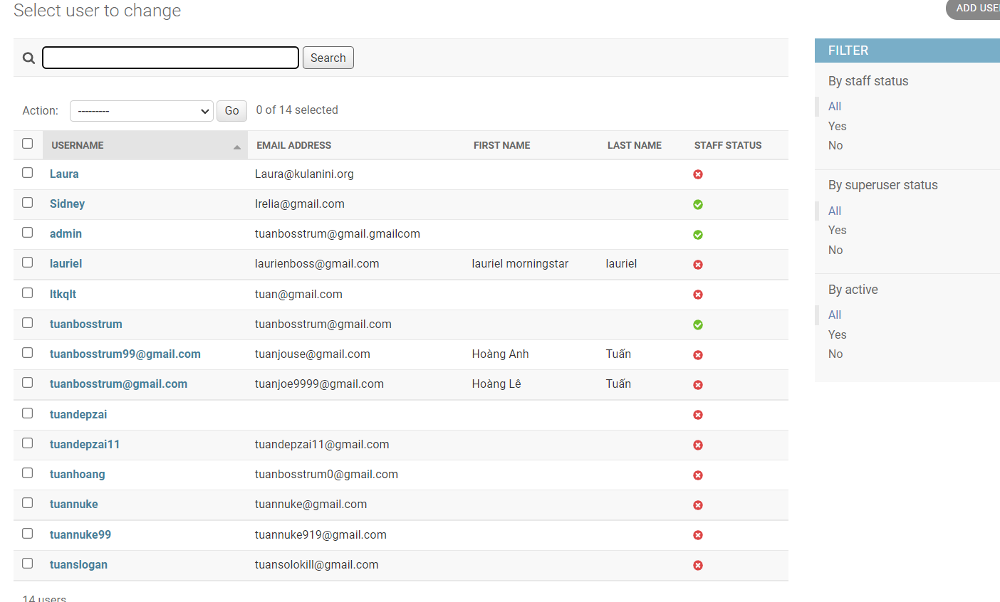 Select user to change
ADD USE
Search
Action: --------- Go 0 of 14 selected
USERNAME EMAIL ADDRESS FIRST NAME LAST NAME STAFF STATUS
Laura Laura@kulanini.org
Sidney Irelia@gmail.com
admin tuanbosstrum@gmail.gmailcom
lauriel laurienboss@gmail.com lauriel morningstar lauriel
ltkqlt tuan@gmail.com
tuanbosstrum tuanbosstrum@gmail.com
tuanbosstrum99@gmail.com tuanjouse@gmail.com Hoàng Anh Tuấn
tuanbosstrum@gmail.com tuanjoe9999@gmail.com Hoàng Lê Tuấn
tuandepzai
tuandepzai11 tuandepzai11@gmail.com
tuanhoang tuanbosstrum0@gmail.com
tuannuke tuannuke@gmail.com
tuannuke99 tuannuke919@gmail.com
tuanslogan tuansolokill@gmail.com
14 users
FILTER
By staff status
All
Yes
No
By superuser status
All
Yes
No
By active
All
Yes
No